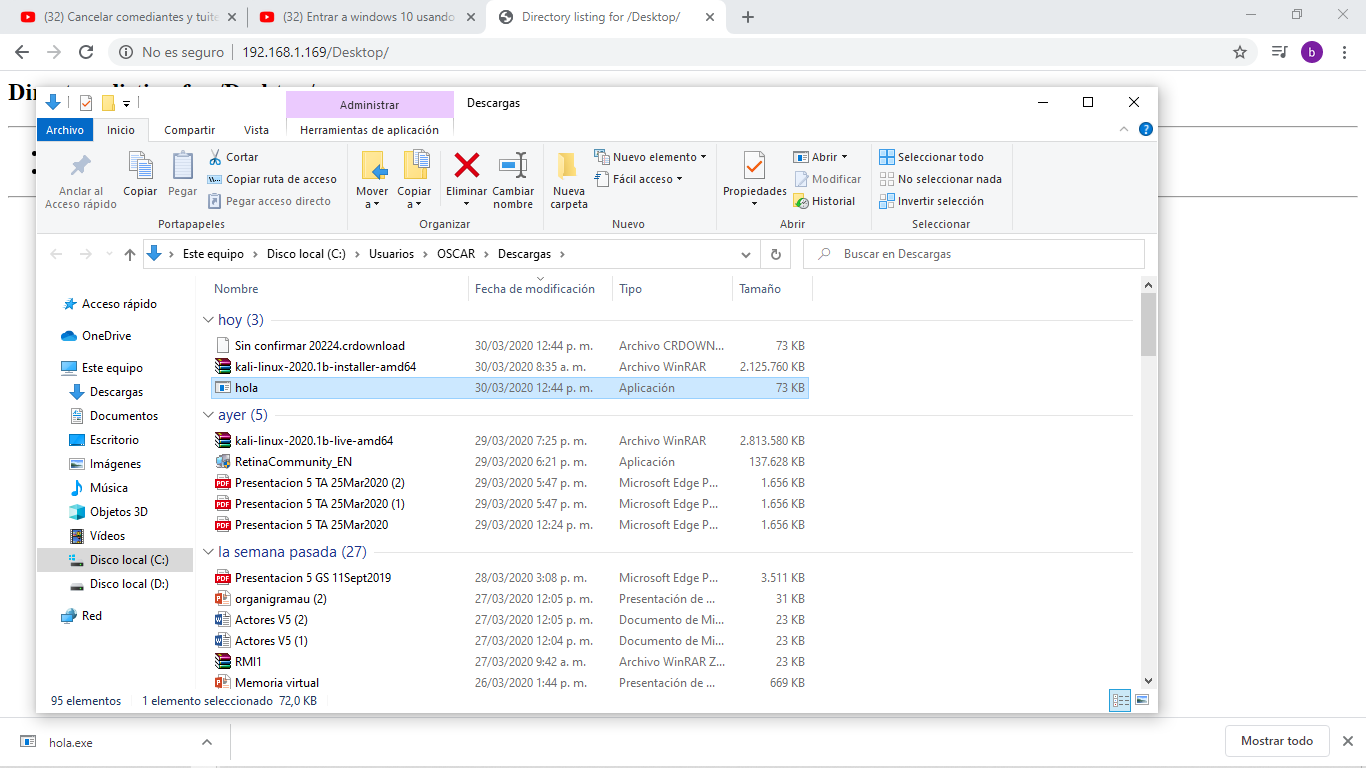 (32) Cancelar comediantes y tuite
(32) Entrar a windows 10 usando
Directory listing for /Desktop/
No es seguro
192.168.1.169/Desktop/
b
Administrar
Descargas
Archivo
Inicio
Compartir
Vista
Herramientas de aplicación
Anclar al Acceso rápido
Copiar
Pegar
Cortar
Copiar ruta de acceso
Pegar acceso directo
Portapapeles
Mover a
Copiar a
Eliminar
Cambiar nombre
Organizar
Nueva carpeta
Nuevo elemento
Fácil acceso
Nuevo
Propiedades
Abrir
Modificar
Historial
Abrir
Seleccionar todo
No seleccionar nada
Invertir selección
Seleccionar
Este equipo
Disco local (C:)
Usuarios
OSCAR
Descargas
Buscar en Descargas
Acceso rápido
OneDrive
Este equipo
Descargas
Documentos
Escritorio
Imágenes
Música
Objetos 3D
Vídeos
Disco local (C:)
Disco local (D:)
Red
Nombre Fecha de modificación Tipo Tamaño
hoy (3)
Sin confirmar 20224.crdownload 30/03/2020 12:44 p. m. Archivo CRDOWN... 73 KB
kali-linux-2020.1b-installer-amd64 30/03/2020 8:35 a. m. Archivo WinRAR 2.125.760 KB
hola 30/03/2020 12:44 p. m. Aplicación 73 KB
ayer (5)
kali-linux-2020.1b-live-amd64 29/03/2020 7:25 p. m. Archivo WinRAR 2.813.580 KB
RetinaCommunity_EN 29/03/2020 6:21 p. m. Aplicación 137.628 KB
Presentacion 5 TA 25Mar2020 (2) 29/03/2020 5:47 p. m. Microsoft Edge P... 1.656 KB
Presentacion 5 TA 25Mar2020 (1) 29/03/2020 5:47 p. m. Microsoft Edge P... 1.656 KB
Presentacion 5 TA 25Mar2020 29/03/2020 12:24 p. m. Microsoft Edge P... 1.656 KB
la semana pasada (27)
Presentacion 5 GS 11Sept2019 28/03/2020 3:08 p. m. Microsoft Edge P... 3.511 KB
organigramau (2) 27/03/2020 12:05 p. m. Presentación de ... 31 KB
Actores V5 (2) 27/03/2020 12:05 p. m. Documento de Mi... 23 KB
Actores V5 (1) 27/03/2020 12:04 p. m. Documento de Mi... 23 KB
RMI1 27/03/2020 9:42 a. m. Archivo WinRAR Z... 23 KB
Memoria virtual 26/03/2020 1:44 p. m. Presentación de ... 669 KB
95 elementos
1 elemento seleccionado 72,0 KB
hola.exe
Mostrar todo